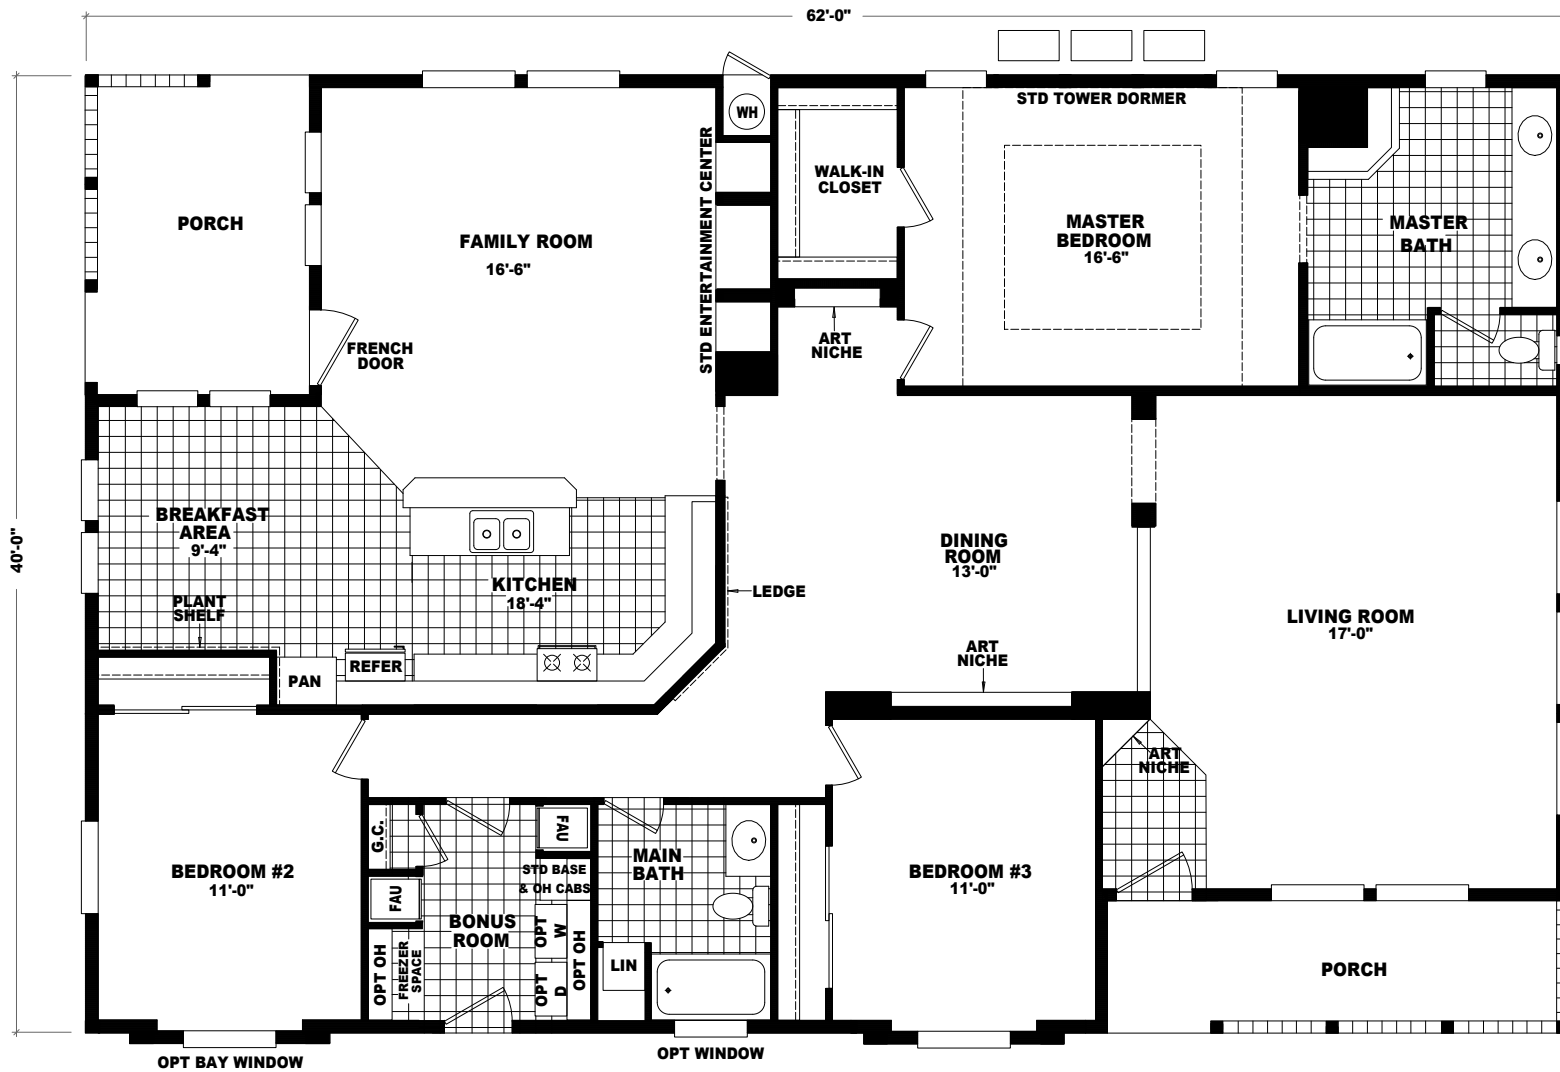 62'-0"
STD TOWER DORMER
WH
STD ENTERTAINMENT CENTER
WALK-IN
CLOSET
PORCH
FAMILY ROOM
16'-6"
MASTER
BEDROOM
16'-6"
MASTER
BATH
FRENCH
DOOR
ART
NICHE
40'-0"
BREAKFAST
AREA
9'-4"
DINING
ROOM
13'-0"
KITCHEN
18'-4"
LEDGE
PLANT
SHELF
LIVING ROOM
17'-0"
ART
NICHE
REFER
PAN
ART
NICHE
BEDROOM #2
11'-0"
G.C.
FAU
FAU
STD BASE
& OH CABS
MAIN
BATH
BEDROOM #3
11'-0"
BONUS
ROOM
OPT OH
FREEZER
SPACE
OPT W
OPT D
OPT OH
LIN
PORCH
OPT BAY WINDOW
OPT WINDOW